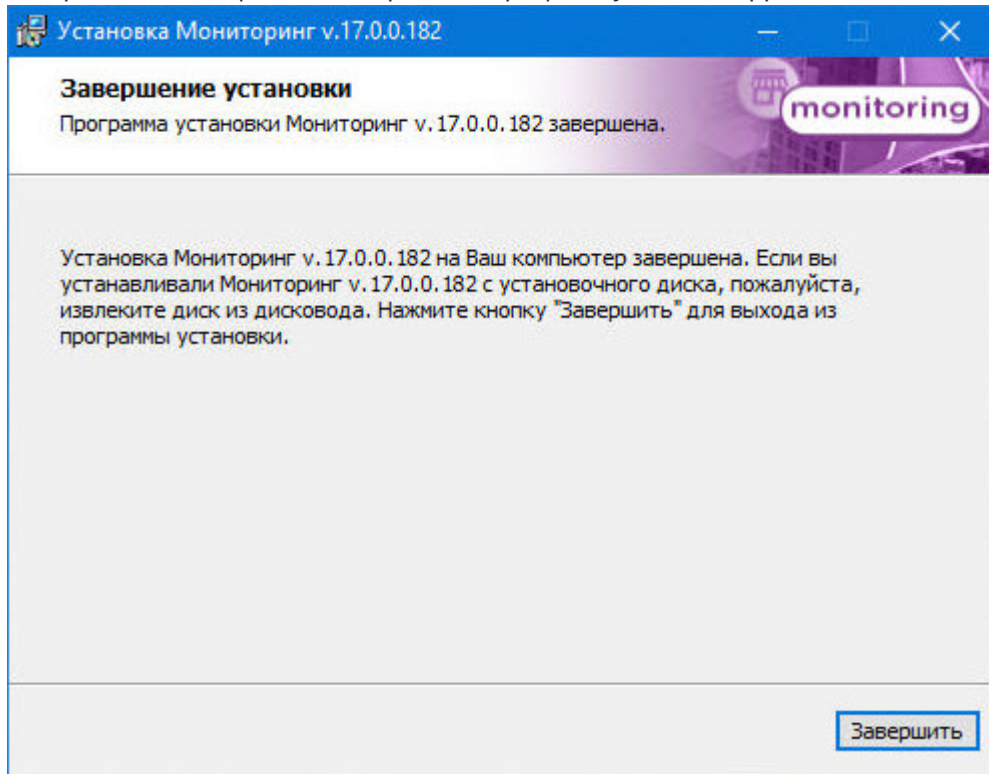 Установка Мониторинг v.17.0.0.182
Завершение установки
Программа установки Мониторинг v.17.0.0.182 завершена.
monitoring
Установка Мониторинг v.17.0.0.182 на Ваш компьютер завершена. Если вы
устанавливали Мониторинг v.17.0.0.182 с установочного диска, пожалуйста,
извлеките диск из дисковода. Нажмите кнопку "Завершить" для выхода из
программы установки.
Завершить